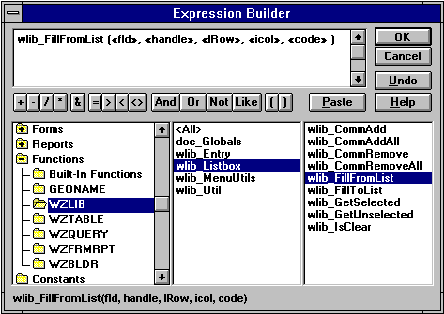 Expression Builder
wlib_FillFromList (<fld>, <handle>, <lRow>, <icol>, <code> )
OK
Cancel
Undo
Help
Paste
+ - / * & = > < <> And Or Not Like ( )
Forms
Reports
Functions
Built-In Functions
GEONAME
WZLIB
WZTABLE
WZQUERY
WZFRMRPT
WZBLDR
Constants
<All>
doc_Globals
wlib_Entry
wlib_Listbox
wlib_MenuUtils
wlib_Util
wlib_CommAdd
wlib_CommAddAll
wlib_CommRemove
wlib_CommRemoveAll
wlib_FillFromList
wlib_FillToList
wlib_GetSelected
wlib_GetUnselected
wlib_IsClear
wlib_FillFromList(fld, handle, lRow, icol, code)